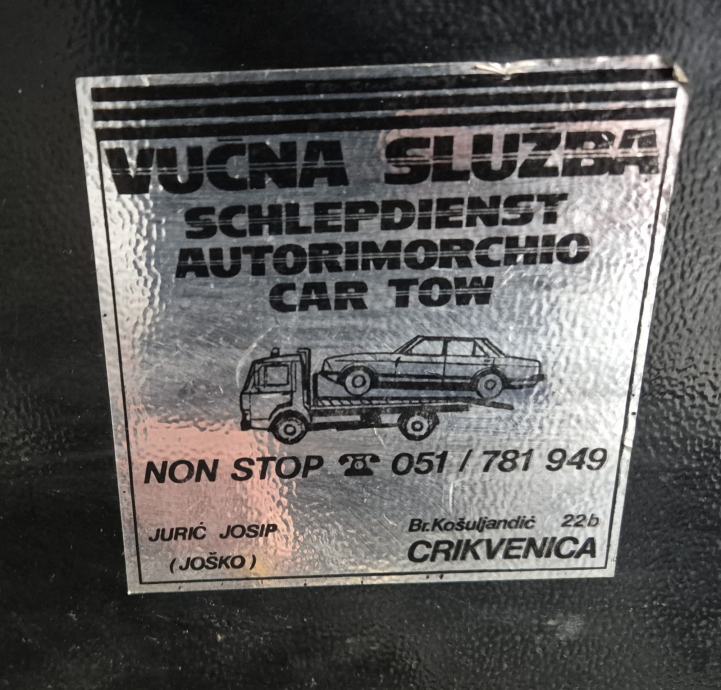 VUČNA SLUŽBA
SCHLEPDIENST
AUTORIMORCHIO
CAR TOW
NON STOP ☎ 051 / 781 949
JURIĆ JOSIP
(JOŠKO)
Br.Košuljandić 22b
CRIKVENICA